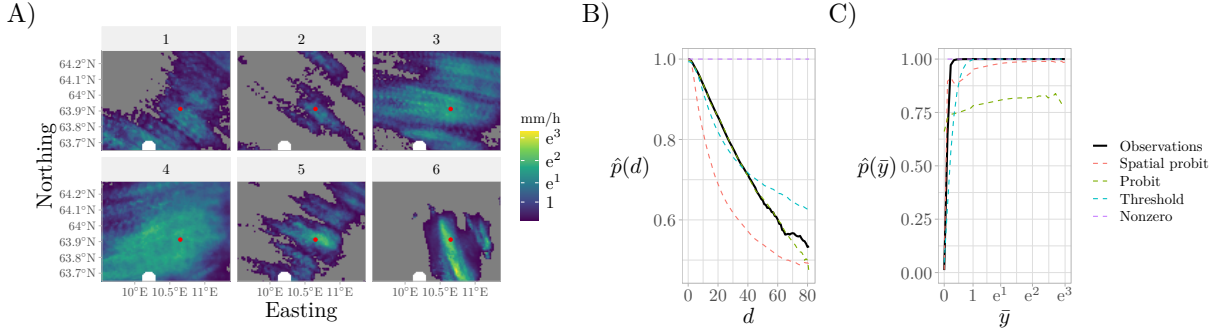 A)
1 2 3
64.2°N
64.1°N
64°N
63.9°N
63.8°N
63.7°N
4 5 6
64.2°N
64.1°N
64°N
63.9°N
63.8°N
63.7°N
10°E 10.5°E 11°E 10°E 10.5°E 11°E 10°E 10.5°E 11°E
Easting
Northing
mm/h
e³
e²
e¹
1
B)
1.0
0.8
0.6
p̂(d)
0 20 40 60 80
d
C)
1.00
0.75
0.50
0.25
0.00
p̂(ȳ)
0 1 e¹ e² e³
ȳ
Observations
Spatial probit
Probit
Threshold
Nonzero